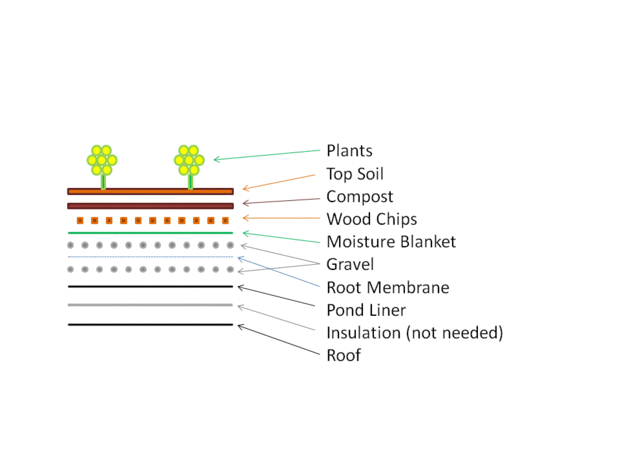 Plants
Top Soil
Compost
Wood Chips
Moisture Blanket
Gravel
Root Membrane
Pond Liner
Insulation (not needed)
Roof